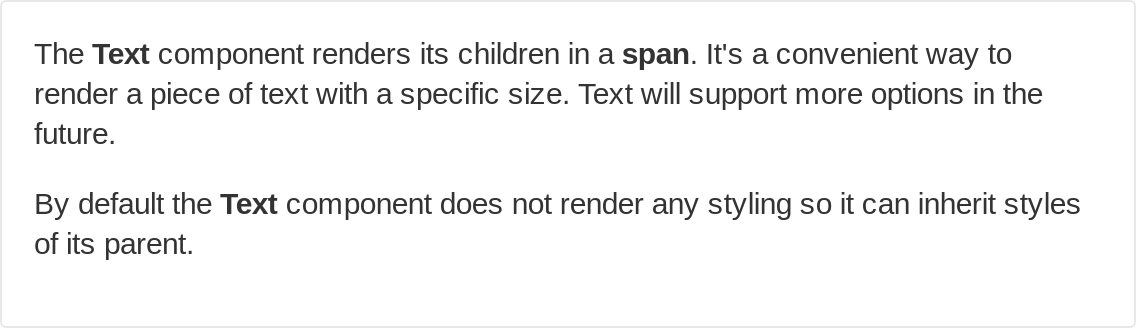 The Text component renders its children in a span. It's a convenient way to
render a piece of text with a specific size. Text will support more options in the
future.
By default the Text component does not render any styling so it can inherit styles
of its parent.